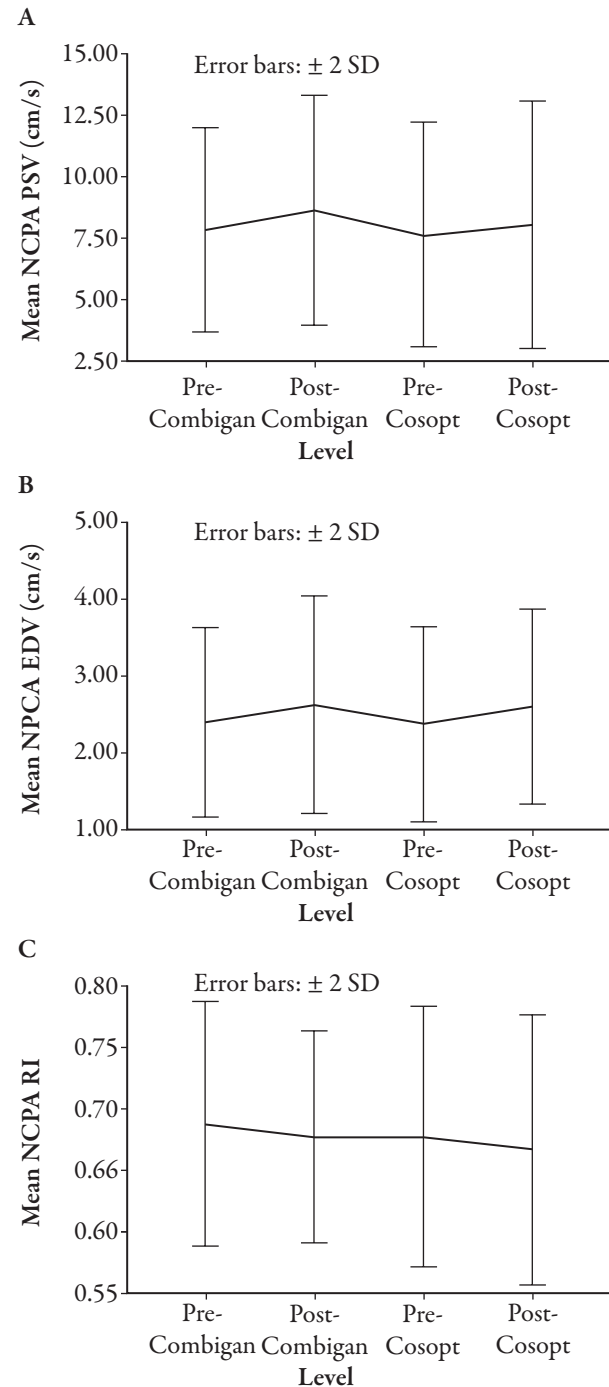 A
Mean NCPA PSV (cm/s)
Error bars: ± 2 SD
15.00
12.50
10.00
7.50
5.00
2.50
Pre-
Combigan
Post-
Combigan
Pre-
Cosopt
Post-
Cosopt
Level
B
Mean NPCA EDV (cm/s)
Error bars: ± 2 SD
5.00
4.00
3.00
2.00
1.00
Pre-
Combigan
Post-
Combigan
Pre-
Cosopt
Post-
Cosopt
Level
C
Mean NCPA RI
Error bars: ± 2 SD
0.80
0.75
0.70
0.66
0.60
0.55
Pre-
Combigan
Post-
Combigan
Pre-
Cosopt
Post-
Cosopt
Level